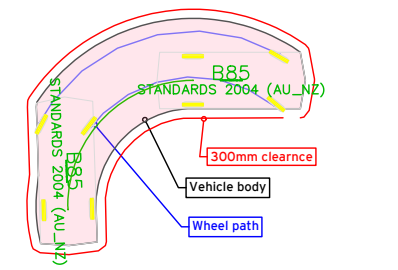 B85
STANDARDS 2004 (AU_NZ)
STANDARDS 2004 (AU_NZ)
B85
300mm clearnce
Vehicle body
Wheel path